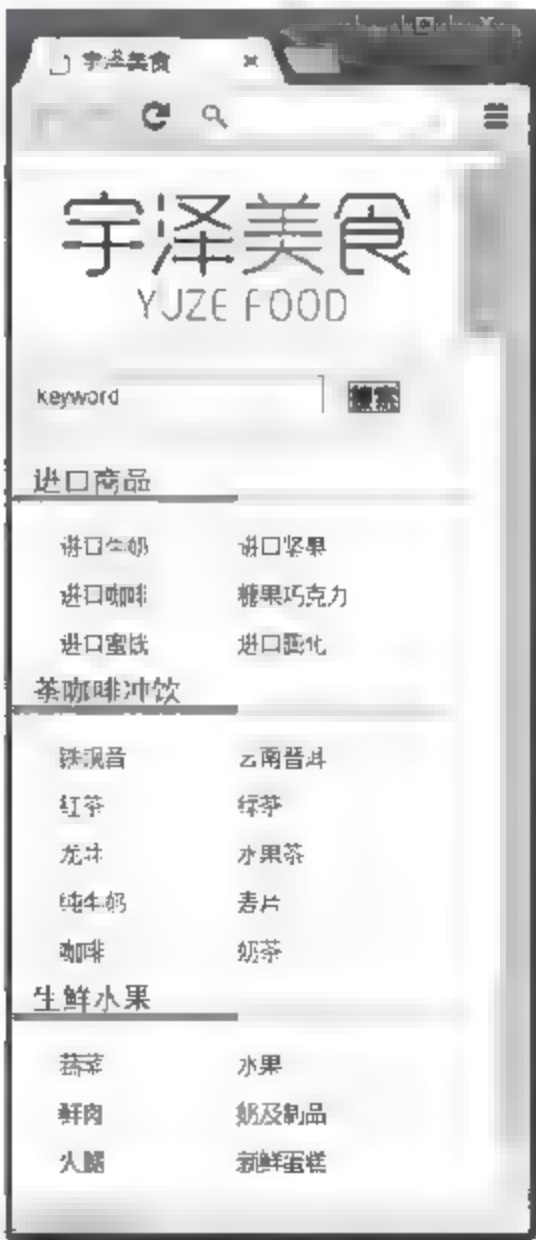 宇泽美食
宇泽美食
YUZE FOOD
keyword 搜索
进口商品
进口牛奶 进口坚果
进口咖啡 糖果巧克力
进口蜜饯 进口膨化
茶咖啡冲饮
铁观音 云南普洱
红茶 绿茶
龙井 水果茶
纯牛奶 麦片
咖啡 奶茶
生鲜水果
蔬菜 水果
鲜肉 奶及制品
火腿 新鲜蛋糕